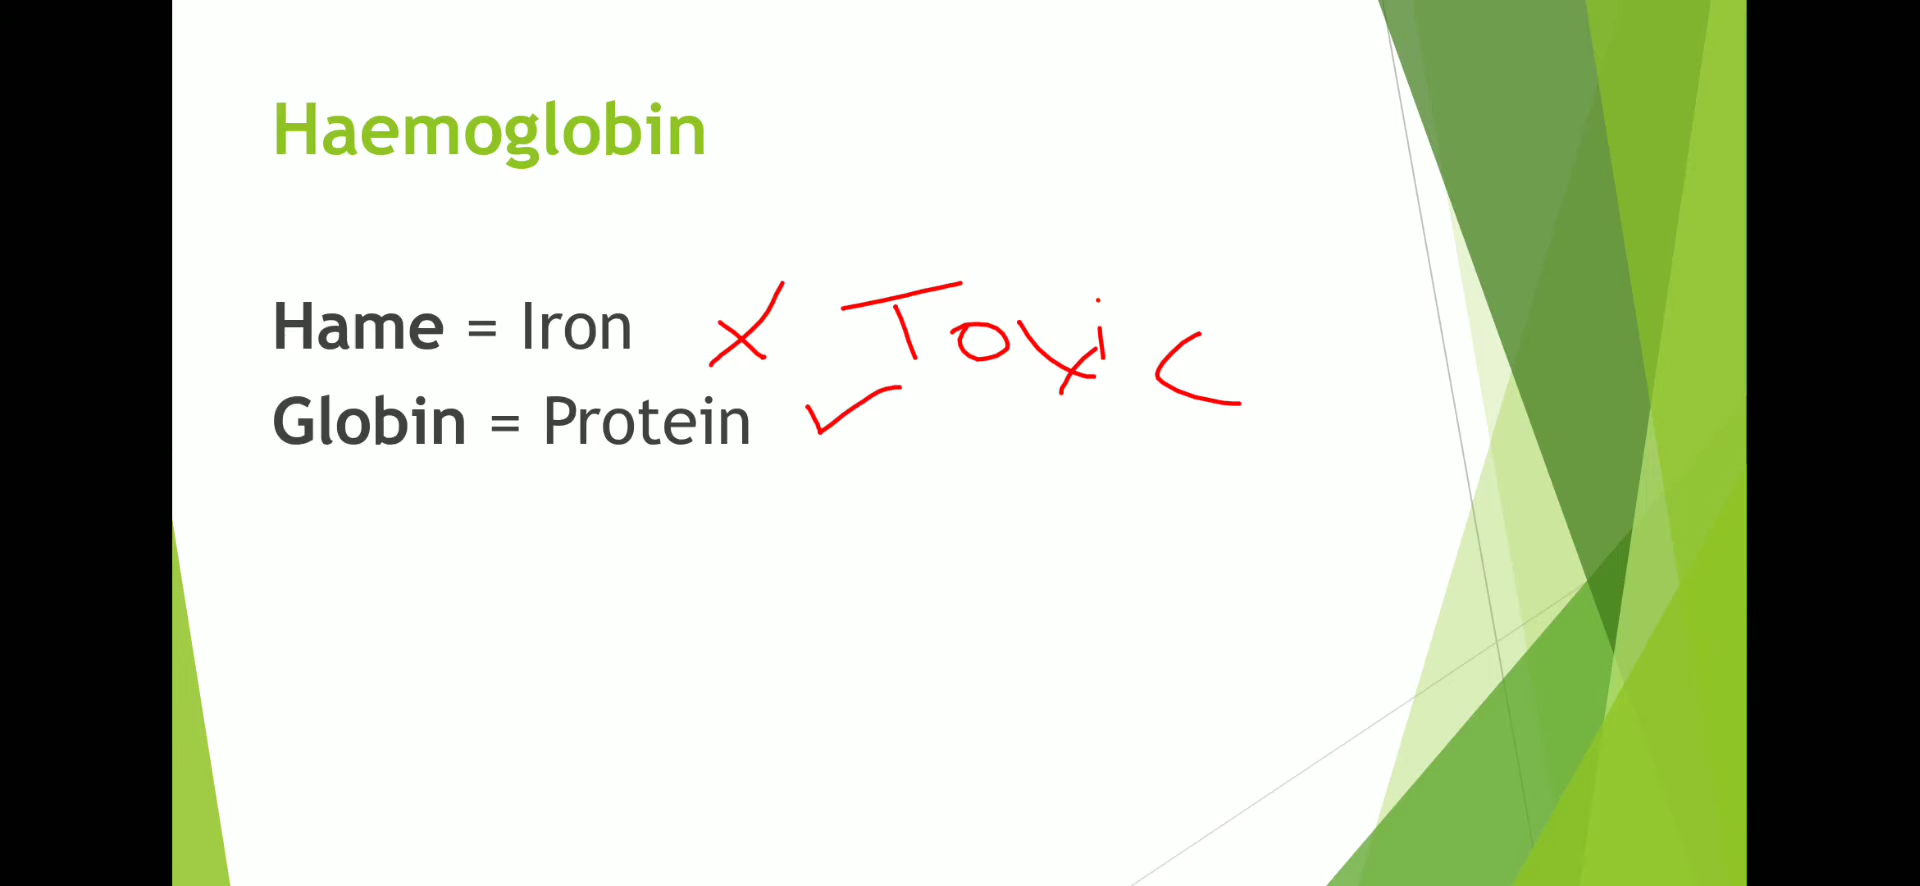 Haemoglobin
Hame = Iron X Toxic
Globin = Protein ✓